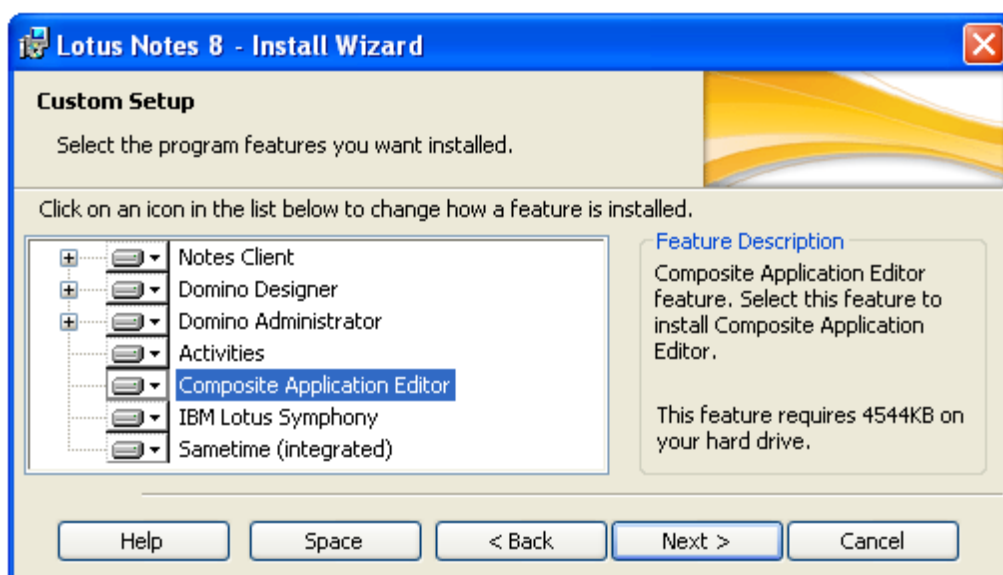 Lotus Notes 8 - Install Wizard
Custom Setup
Select the program features you want installed.
Click on an icon in the list below to change how a feature is installed.
Notes Client
Domino Designer
Domino Administrator
Activities
Composite Application Editor
IBM Lotus Symphony
Sametime (integrated)
Feature Description
Composite Application Editor
feature. Select this feature to
install Composite Application
Editor.
This feature requires 4544KB on
your hard drive.
Help
Space
< Back
Next >
Cancel